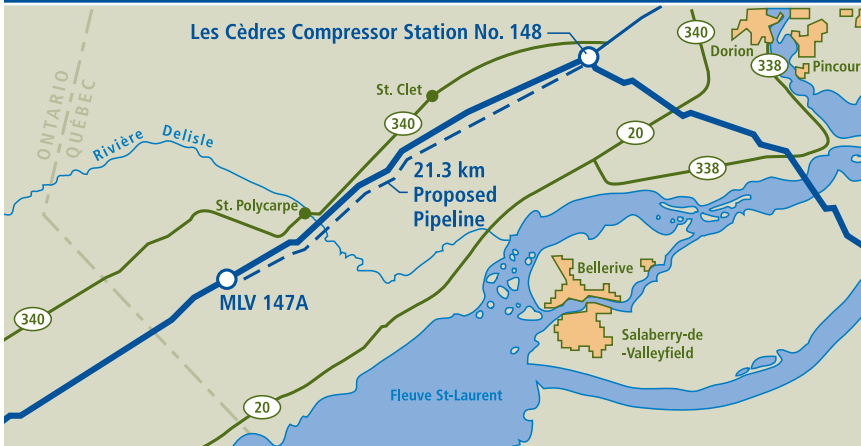 Les Cèdres Compressor Station No. 148
340
Dorion
338
Pincour
ONTARIO
QUÉBEC
St. Clet
340
20
Rivière Delisle
21.3 km
Proposed
Pipeline
338
St. Polycarpe
Bellerive
MLV 147A
340
Salaberry-de
-Valleyfield
Fleuve St-Laurent
20